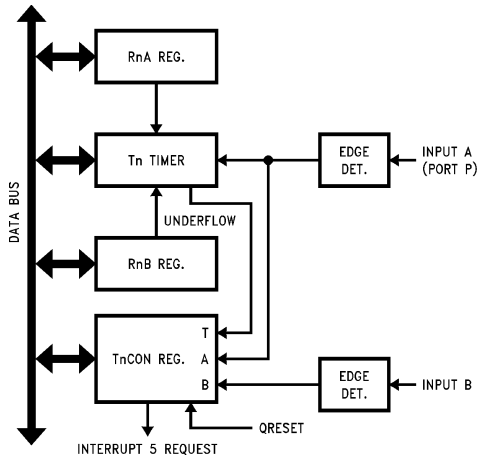 RnA REG.
Tn TIMER
EDGE
DET.
INPUT A
(PORT P)
DATA BUS
UNDERFLOW
RnB REG.
T
TnCON REG.
A
B
EDGE
DET.
INPUT B
QRESET
INTERRUPT 5 REQUEST